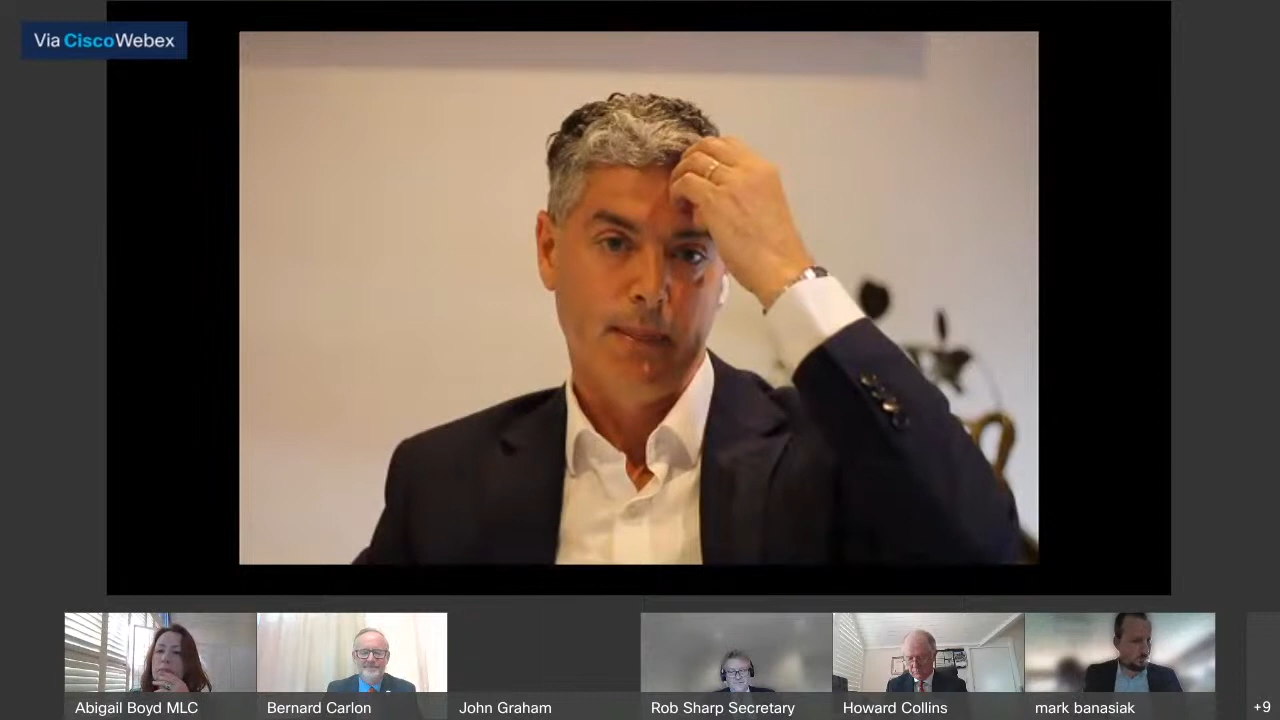 Via CiscoWebex
Abigail Boyd MLC
Bernard Carlon
John Graham
Rob Sharp Secretary
Howard Collins
mark banasiak
+9